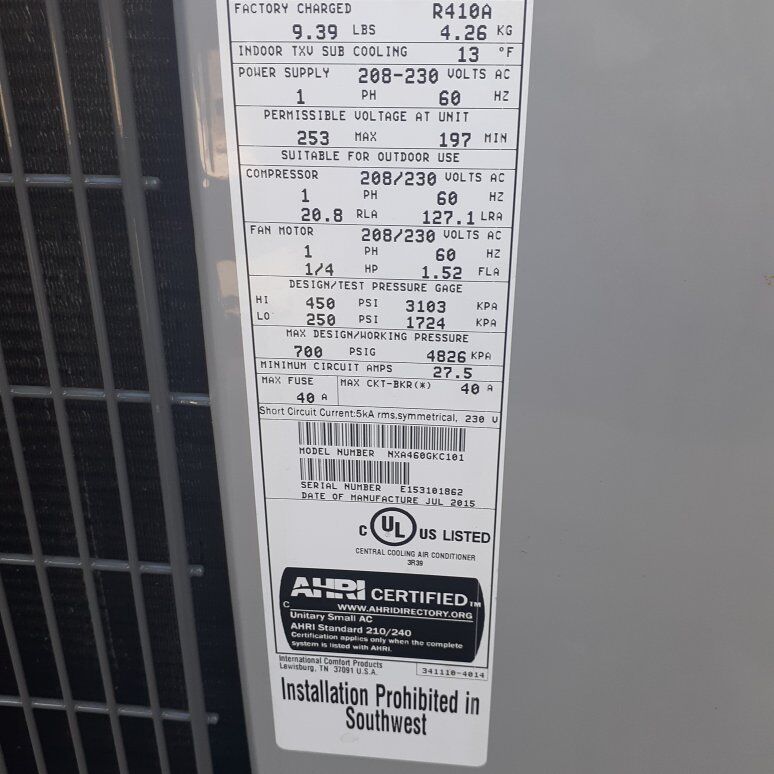 FACTORY CHARGED R410A
9.39 LBS 4.26 KG
INDOOR TXV SUB COOLING 13 °F
POWER SUPPLY 208-230 VOLTS AC
1 PH 60 HZ
PERMISSIBLE VOLTAGE AT UNIT
253 MAX 197 MIN
SUITABLE FOR OUTDOOR USE
COMPRESSOR 208/230 VOLTS AC
1 PH 60 HZ
20.8 RLA 127.1 LRA
FAN MOTOR 208/230 VOLTS AC
1 PH 60 HZ
1/4 HP 1.52 FLA
DESIGN/TEST PRESSURE GAGE
HI 450 PSI 3103 KPA
LO 250 PSI 1724 KPA
MAX DESIGN/WORKING PRESSURE
700 PSIG 4826 KPA
MINIMUM CIRCUIT AMPS 27.5
MAX FUSE MAX CKT-BKR(*) 40 A
40 A
Short Circuit Current:5kA rms,symmetrical, 230 V
MODEL NUMBER NXA460GKC101
SERIAL NUMBER E153101862
DATE OF MANUFACTURE JUL 2015
C UL US LISTED
CENTRAL COOLING AIR CONDITIONER
3R39
AHRI CERTIFIED TM
C WWW.AHRIDIRECTORY.ORG
Unitary Small AC
AHRI Standard 210/240
Certification applies only when the complete
system is listed with AHRI.
International Comfort Products
Lewisburg, TN 37091 U.S.A. 341110-4014
Installation Prohibited in
Southwest